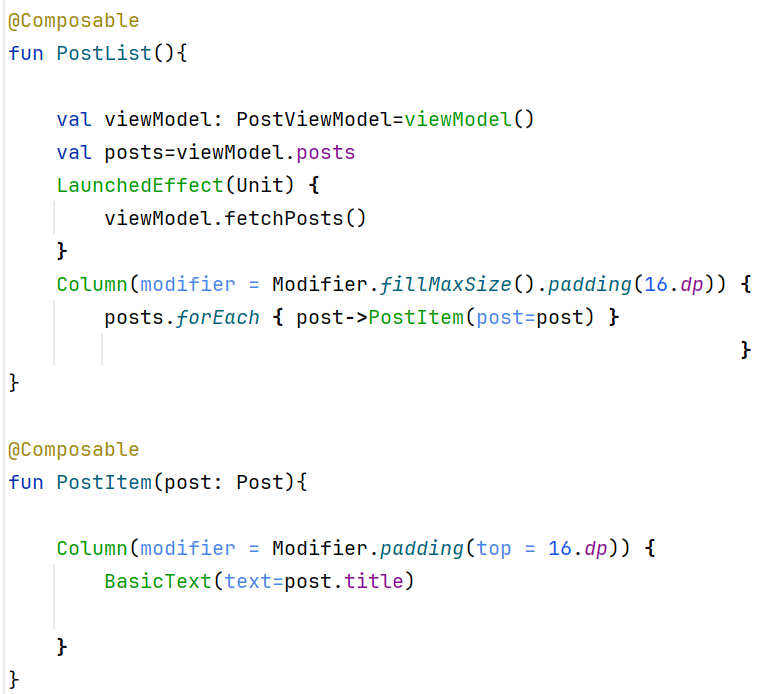 @Composable
fun PostList(){
    val viewModel: PostViewModel=viewModel()
    val posts=viewModel.posts
    LaunchedEffect(Unit) {
        viewModel.fetchPosts()
    }
    Column(modifier = Modifier.fillMaxSize().padding(16.dp)) {
        posts.forEach { post->PostItem(post=post) }
                                                             }
}
@Composable
fun PostItem(post: Post){
    Column(modifier = Modifier.padding(top = 16.dp)) {
        BasicText(text=post.title)
    }
}